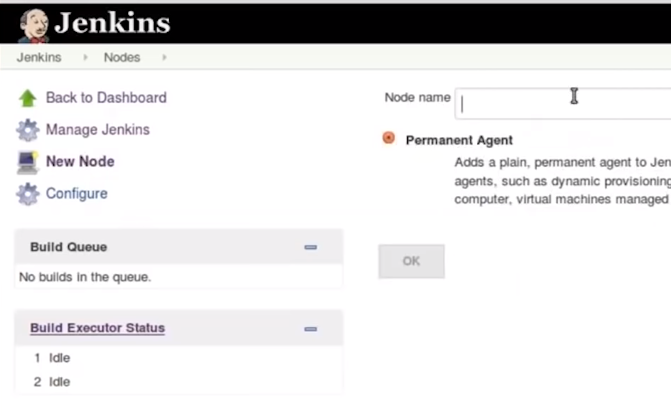 Jenkins
Jenkins Nodes
Back to Dashboard
Manage Jenkins
New Node
Configure
Build Queue
No builds in the queue.
Build Executor Status
1 Idle
2 Idle
Node name
Permanent Agent
Adds a plain, permanent agent to Jen
agents, such as dynamic provisioning
computer, virtual machines managed
OK